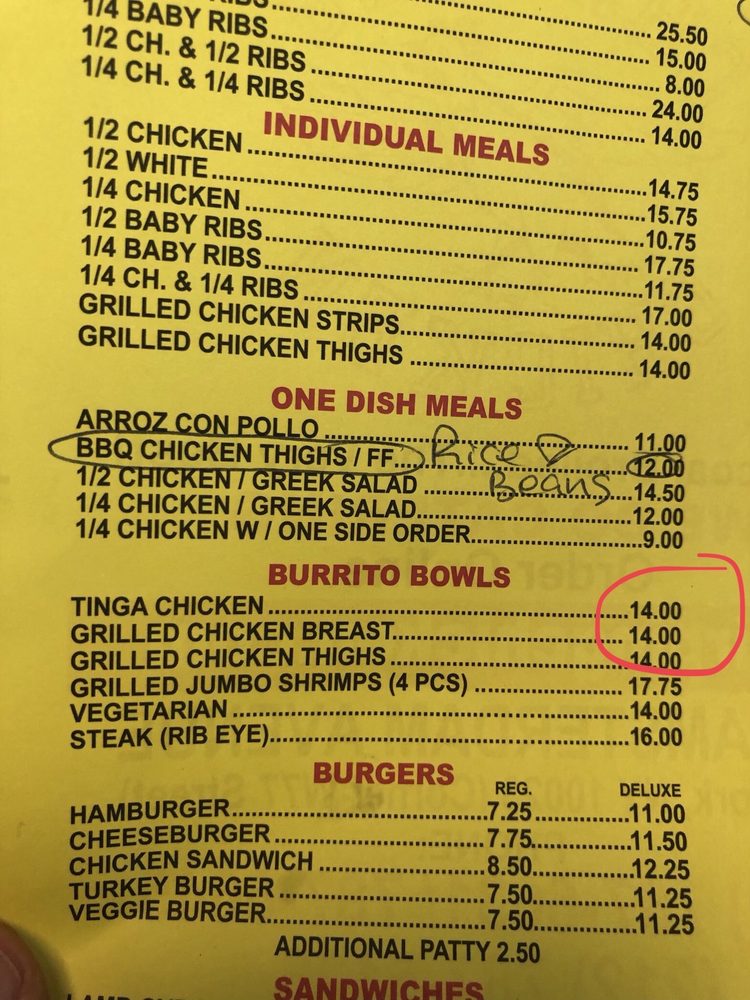 25.50
RIBS 15.00
1/4 BABY RIBS 8.00
1/2 CH. & 1/2 RIBS 24.00
1/4 CH. & 1/4 RIBS 14.00
INDIVIDUAL MEALS
1/2 CHICKEN 14.75
1/2 WHITE 15.75
1/4 CHICKEN 10.75
1/2 BABY RIBS 17.75
1/4 BABY RIBS 11.75
1/4 CH. & 1/4 RIBS 17.00
GRILLED CHICKEN STRIPS 14.00
GRILLED CHICKEN THIGHS 14.00
ONE DISH MEALS
ARROZ CON POLLO 11.00
BBQ CHICKEN THIGHS / FF Rice 12.00
Beans
1/2 CHICKEN / GREEK SALAD 14.50
1/4 CHICKEN / GREEK SALAD 12.00
1/4 CHICKEN W / ONE SIDE ORDER 9.00
BURRITO BOWLS
TINGA CHICKEN 14.00
GRILLED CHICKEN BREAST 14.00
GRILLED CHICKEN THIGHS 14.00
GRILLED JUMBO SHRIMPS (4 PCS) 17.75
VEGETARIAN 14.00
STEAK (RIB EYE) 16.00
BURGERS
REG. DELUXE
HAMBURGER 7.25 11.00
CHEESEBURGER 7.75 11.50
CHICKEN SANDWICH 8.50 12.25
TURKEY BURGER 7.50 11.25
VEGGIE BURGER 7.50 11.25
ADDITIONAL PATTY 2.50
SANDWICHES